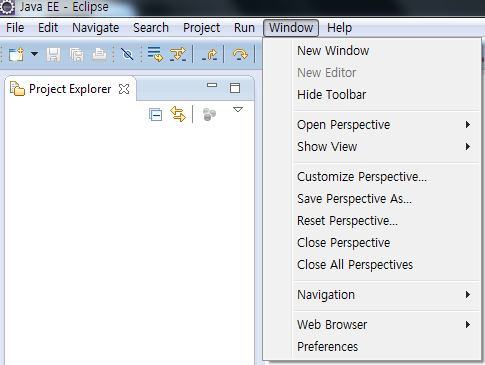 Java EE - Eclipse
File Edit Navigate Search Project Run Window Help
Project Explorer
New Window
New Editor
Hide Toolbar
Open Perspective
Show View
Customize Perspective...
Save Perspective As...
Reset Perspective...
Close Perspective
Close All Perspectives
Navigation
Web Browser
Preferences